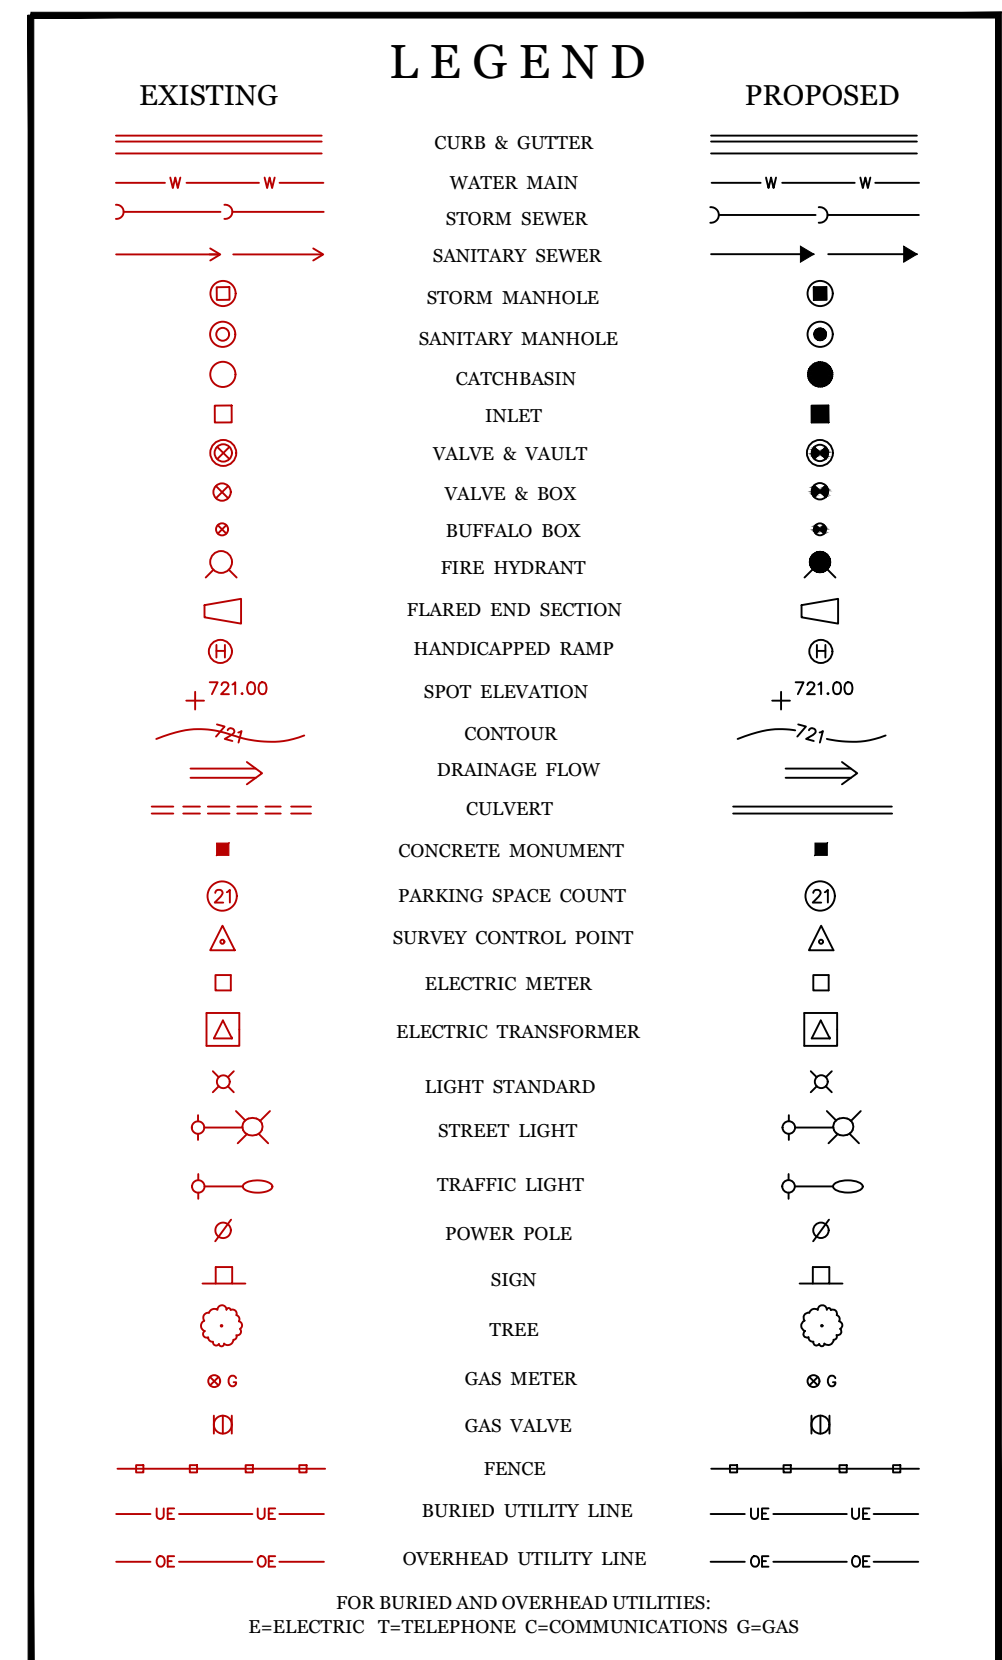 LEGEND
EXISTING PROPOSED
CURB & GUTTER
W W WATER MAIN W W
STORM SEWER
SANITARY SEWER
STORM MANHOLE
SANITARY MANHOLE
CATCHBASIN
INLET
VALVE & VAULT
VALVE & BOX
BUFFALO BOX
FIRE HYDRANT
FLARED END SECTION
H HANDICAPPED RAMP H
721.00 SPOT ELEVATION 721.00
721 CONTOUR 721
DRAINAGE FLOW
CULVERT
CONCRETE MONUMENT
21 PARKING SPACE COUNT 21
SURVEY CONTROL POINT
ELECTRIC METER
ELECTRIC TRANSFORMER
LIGHT STANDARD
STREET LIGHT
TRAFFIC LIGHT
POWER POLE
SIGN
TREE
G GAS METER G
GAS VALVE
FENCE
UE UE BURIED UTILITY LINE UE UE
OE OE OVERHEAD UTILITY LINE OE OE
FOR BURIED AND OVERHEAD UTILITIES:
E=ELECTRIC T=TELEPHONE C=COMMUNICATIONS G=GAS